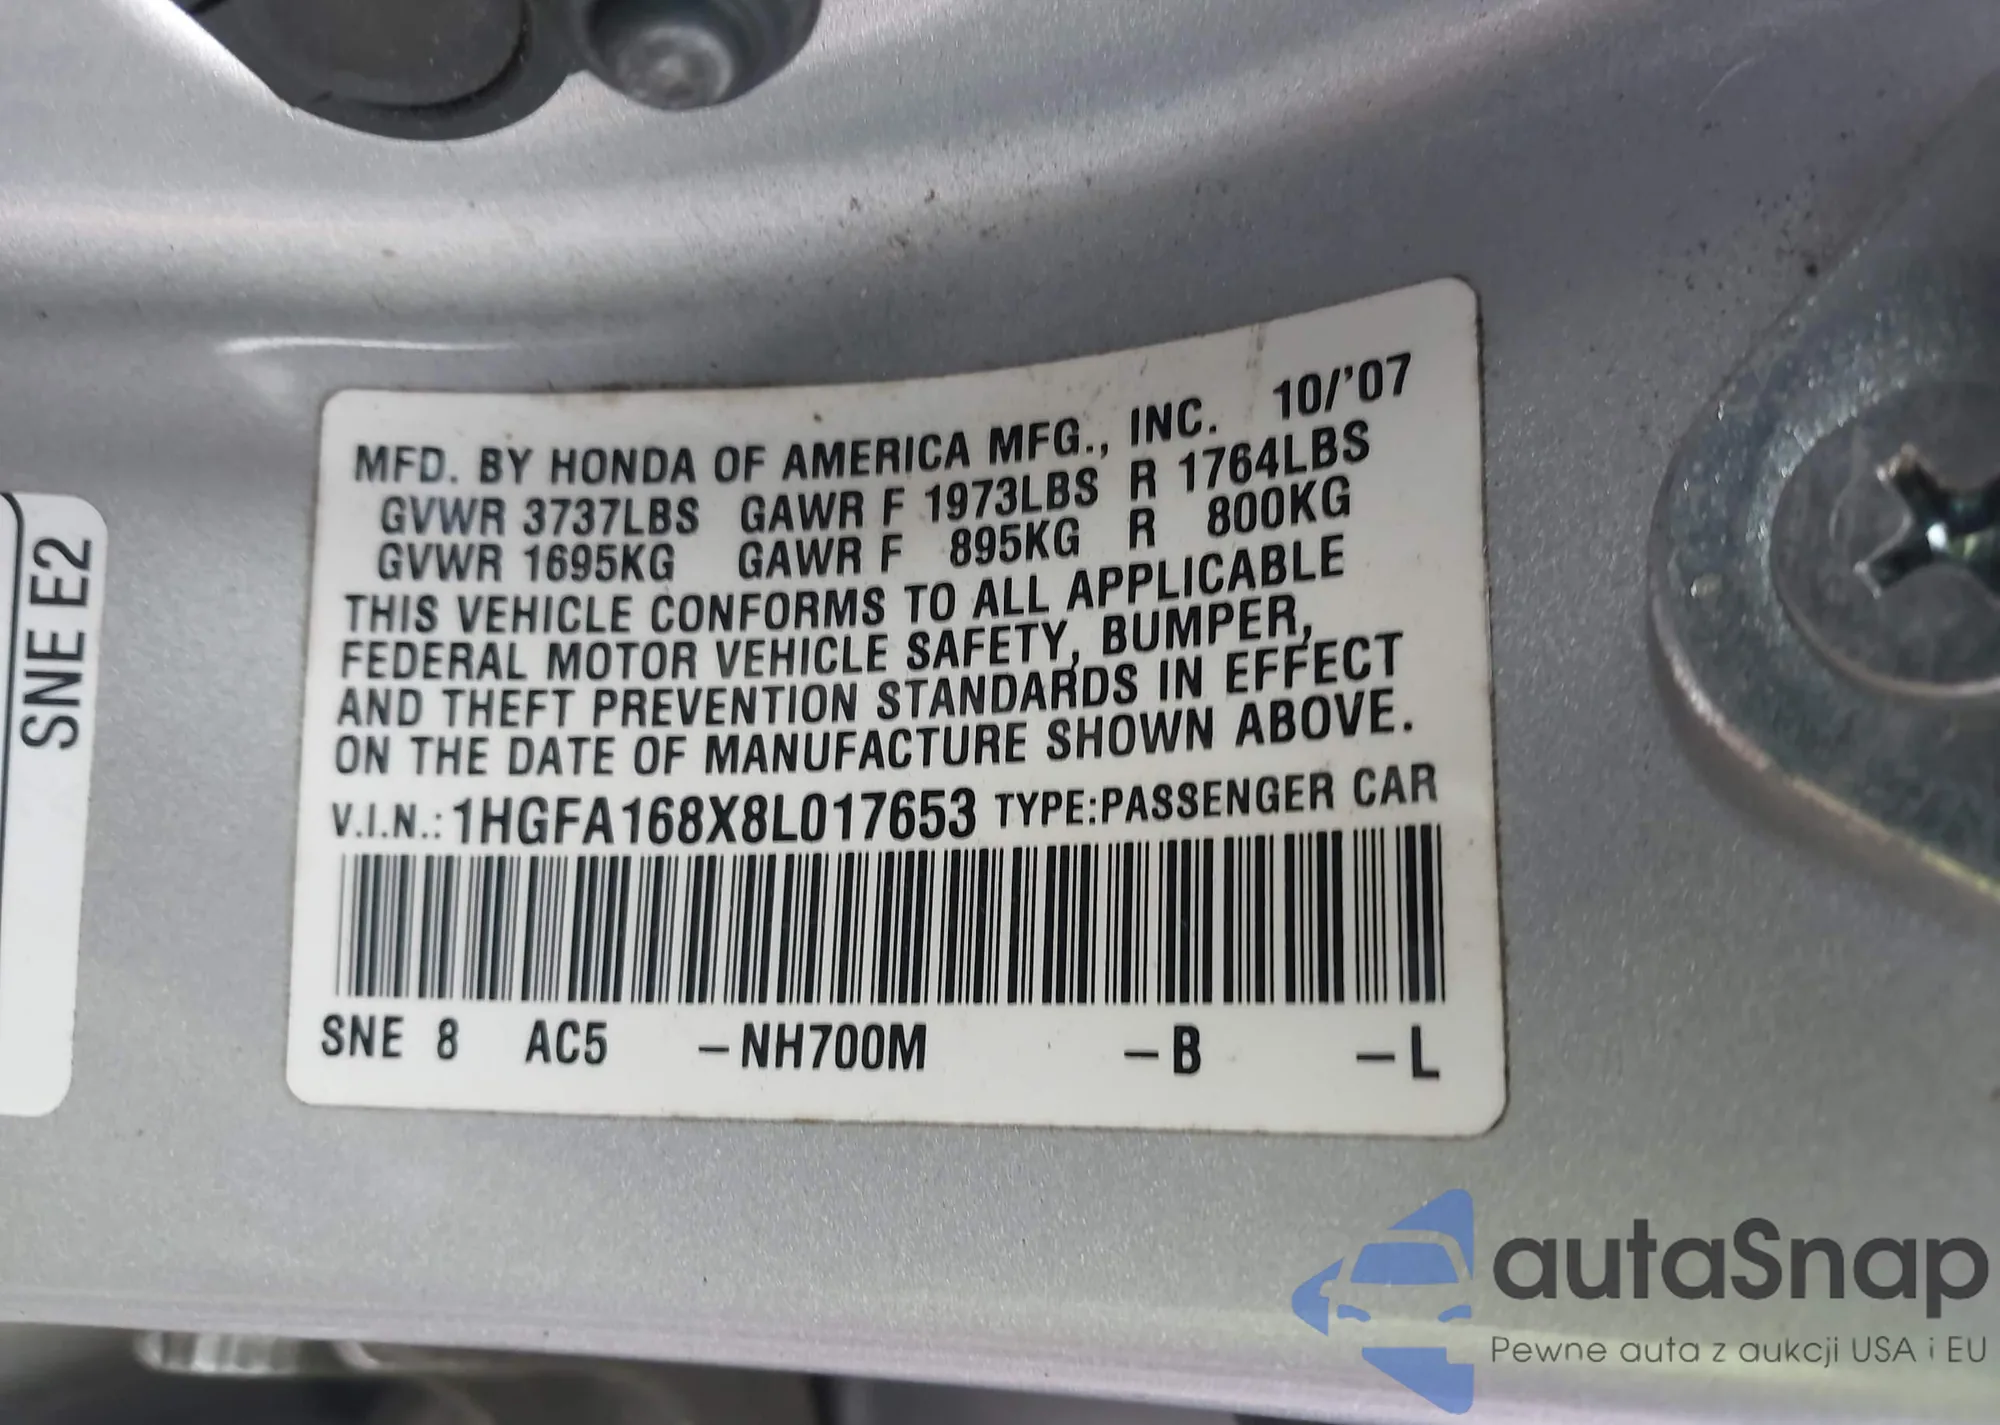 SNE E2
MFD. BY HONDA OF AMERICA MFG., INC. 10/'07
GVWR 3737LBS GAWR F 1973LBS R 1764LBS
GVWR 1695KG GAWR F 895KG R 800KG
THIS VEHICLE CONFORMS TO ALL APPLICABLE
FEDERAL MOTOR VEHICLE SAFETY, BUMPER,
AND THEFT PREVENTION STANDARDS IN EFFECT
ON THE DATE OF MANUFACTURE SHOWN ABOVE.
V.I.N.: 1HGFA168X8L017653 TYPE:PASSENGER CAR
SNE 8 AC5 –NH700M –B –L
autaSnap
Pewne auta z aukcji USA i EU